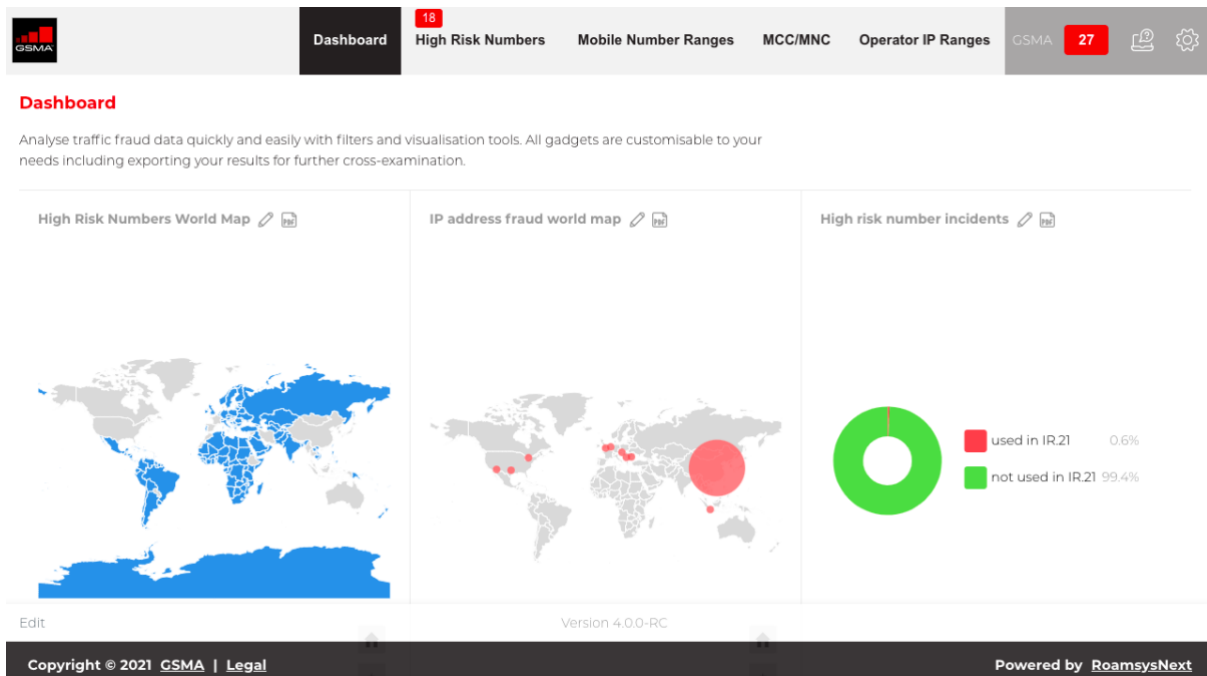 GSMA
Dashboard
18
High Risk Numbers
Mobile Number Ranges
MCC/MNC
Operator IP Ranges
GSMA
27
Dashboard
Analyse traffic fraud data quickly and easily with filters and visualisation tools. All gadgets are customisable to your
needs including exporting your results for further cross-examination.
High Risk Numbers World Map
PDF
IP address fraud world map
PDF
High risk number incidents
PDF
used in IR.21 0.6%
not used in IR.21 99.4%
Edit
Version 4.0.0-RC
Copyright © 2021 GSMA | Legal
Powered by RoamsysNext